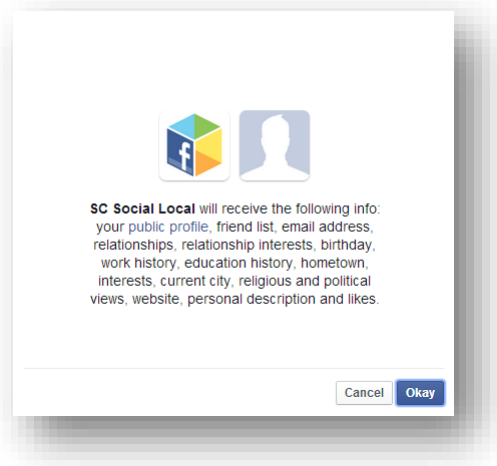 SC Social Local will receive the following info:
your public profile, friend list, email address,
relationships, relationship interests, birthday,
work history, education history, hometown,
interests, current city, religious and political
views, website, personal description and likes.
Cancel Okay